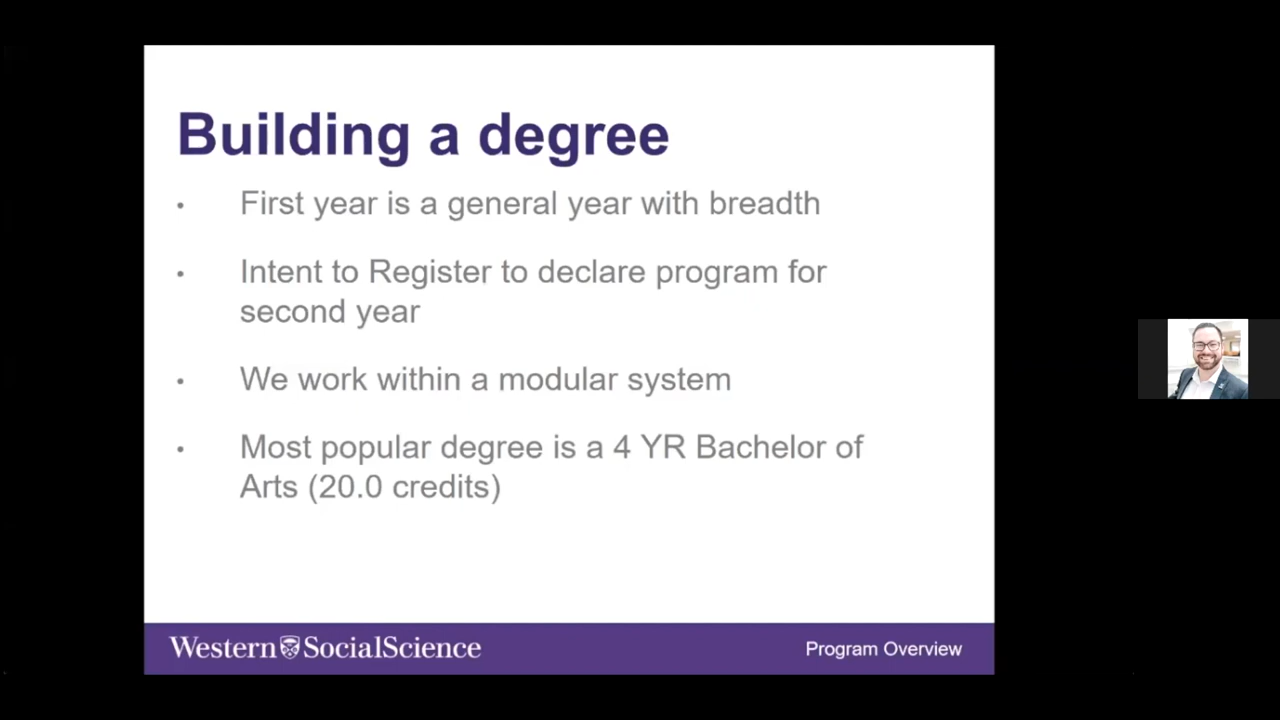 Building a degree
• First year is a general year with breadth
• Intent to Register to declare program for
second year
• We work within a modular system
• Most popular degree is a 4 YR Bachelor of
Arts (20.0 credits)
Western SocialScience
Program Overview